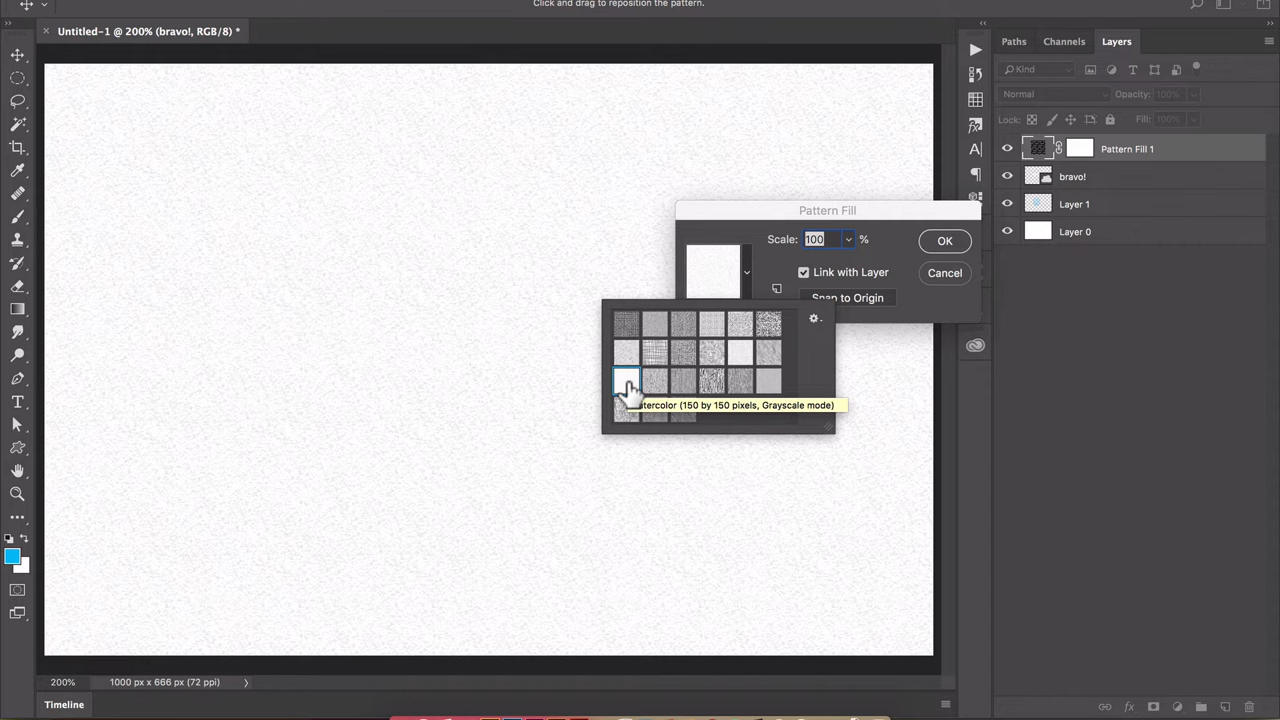 Click and drag to reposition the pattern.
× Untitled-1 @ 200% (bravo!, RGB/8) *
Paths Channels Layers
Kind
Normal Opacity: 100%
Lock: Fill: 100%
Pattern Fill 1
bravo!
Layer 1
Layer 0
Pattern Fill
Scale: 100 %
OK
Link with Layer
Cancel
Snap to Origin
(150 by 150 pixels, Grayscale mode)
200% 1000 px x 666 px (72 ppi)
Timeline